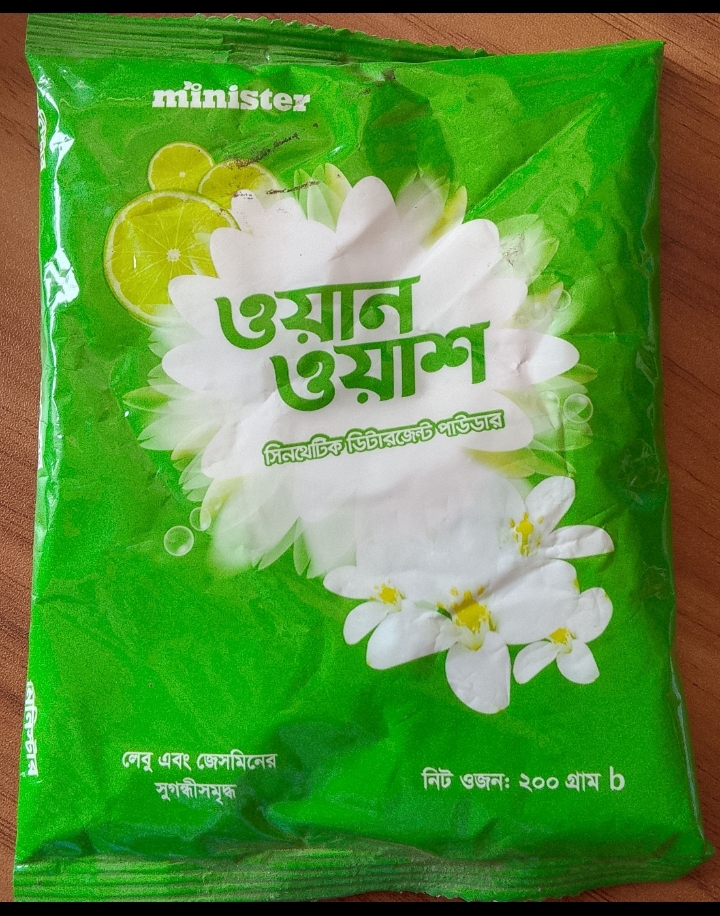 minister
ওয়ান
ওয়াশ
সিনথেটিক ডিটারজেন্ট পাউডার
লেবু এবং জেসমিনের
সুগন্ধীসমৃদ্ধ
নিট ওজন: ২০০ গ্রাম b